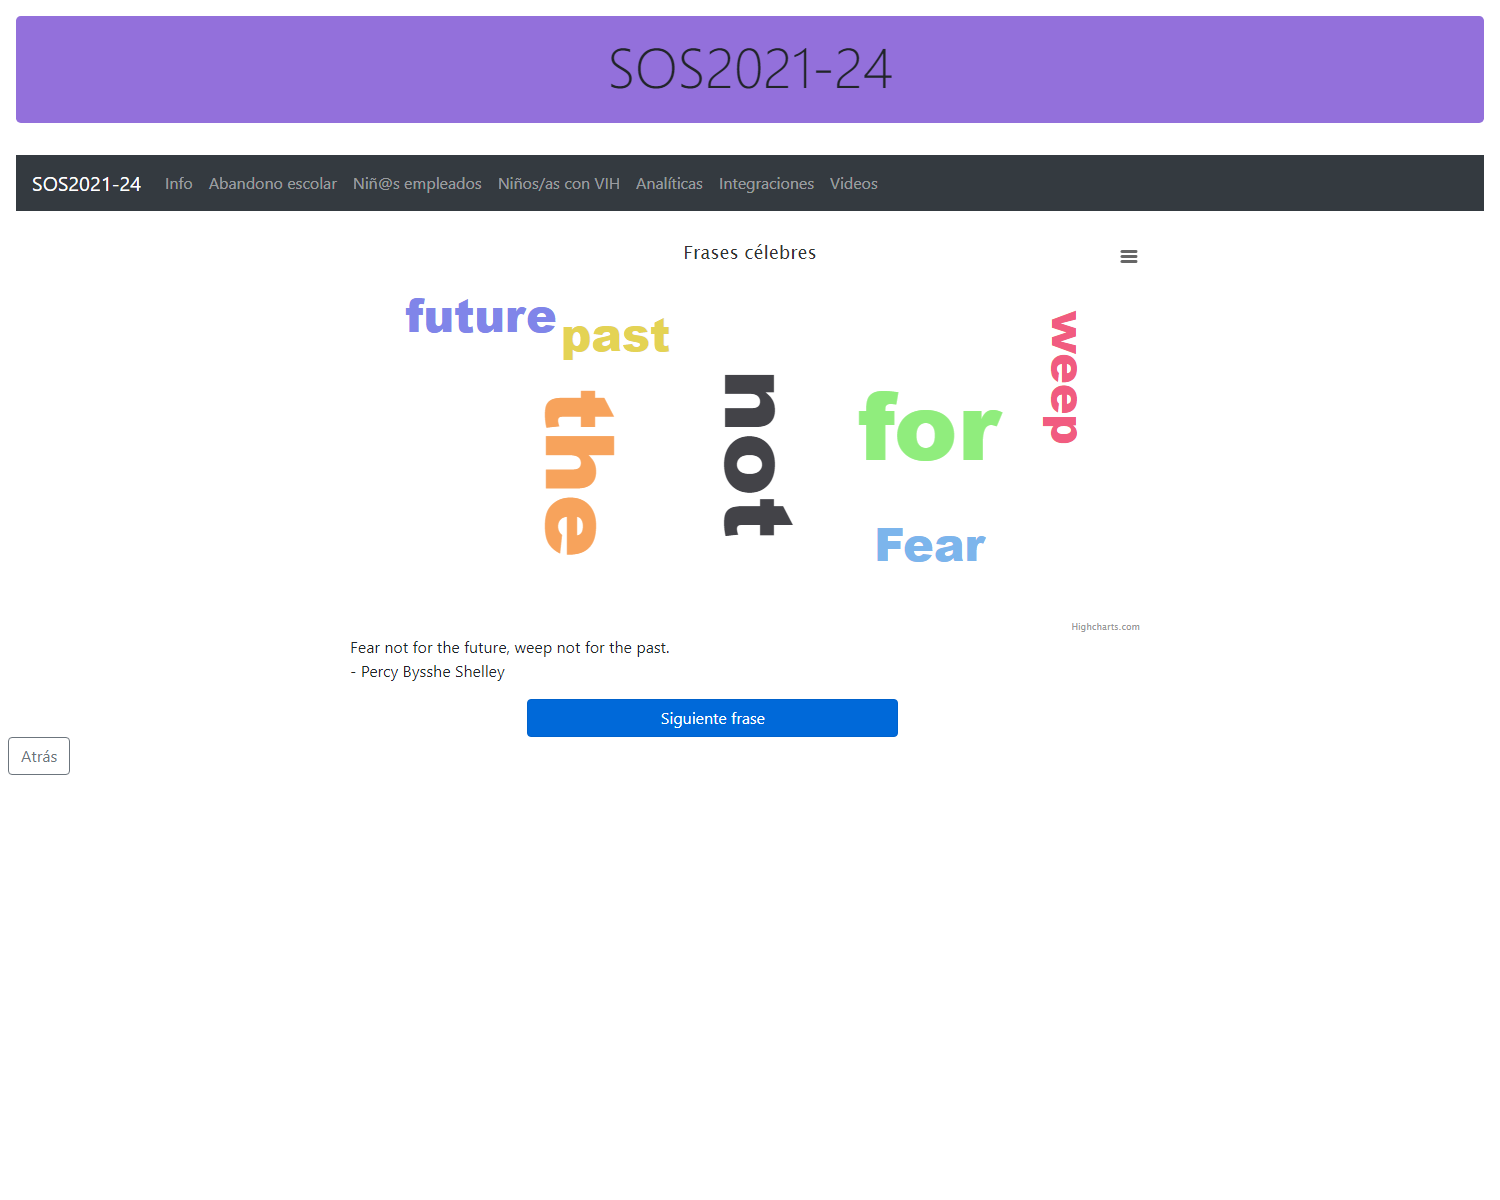 SOS2021-24
SOS2021-24 Info Abandono escolar Niñ@s empleados Niños/as con VIH Analíticas Integraciones Videos
Frases célebres
future
past
the
not
for
weep
Fear
Highcharts.com
Fear not for the future, weep not for the past.
- Percy Bysshe Shelley
Siguiente frase
Atrás